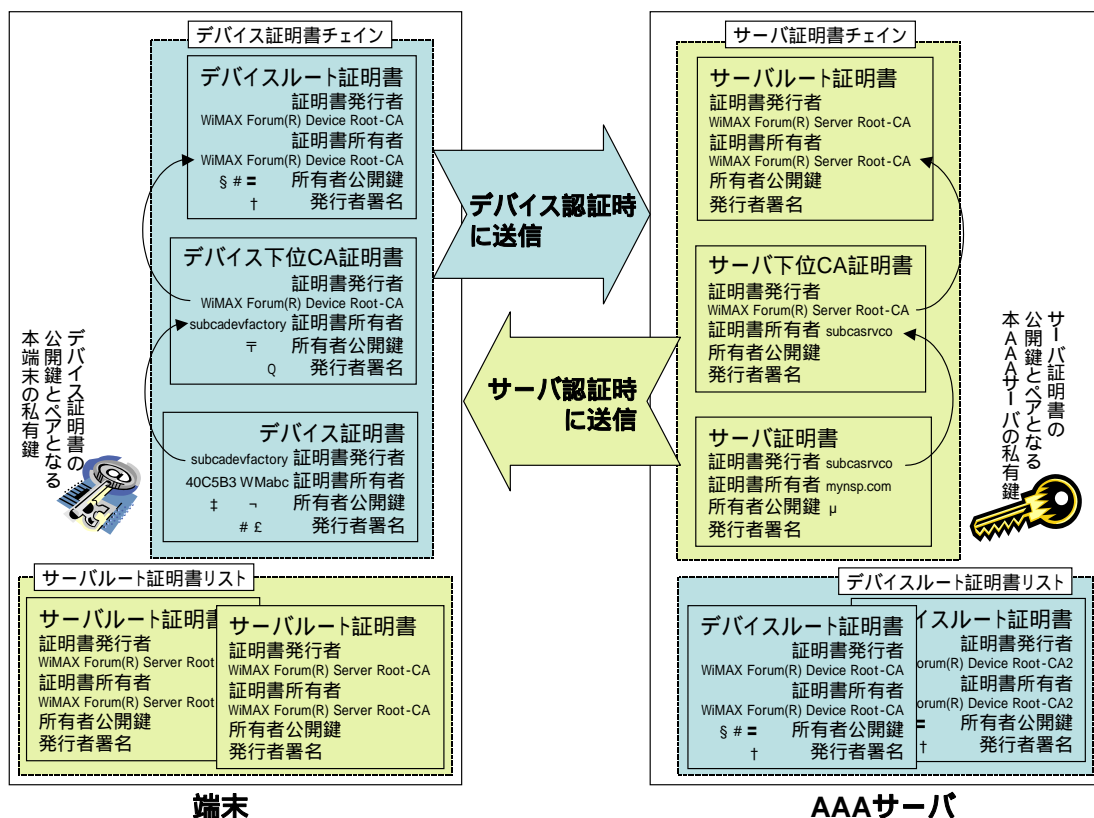 デバイス証明書チェイン
デバイスルート証明書
証明書発行者
WiMAX Forum(R) Device Root-CA
証明書所有者
WiMAX Forum(R) Device Root-CA
§ # = 所有者公開鍵
† 発行者署名
デバイス下位CA証明書
証明書発行者
WiMAX Forum(R) Device Root-CA
subcadevfactory 証明書所有者
〒 所有者公開鍵
Q 発行者署名
デバイス証明書
subcadevfactory 証明書発行者
40C5B3 WMabc 証明書所有者
‡ ¬ 所有者公開鍵
# £ 発行者署名
デバイス証明書の
公開鍵とペアとなる
本端末の私有鍵
サーバルート証明書リスト
サーバルート証明書
証明書発行者
WiMAX Forum(R) Server Root
証明書所有者
WiMAX Forum(R) Server Root
所有者公開鍵
発行者署名
サーバルート証明書
証明書発行者
WiMAX Forum(R) Server Root-CA
証明書所有者
WiMAX Forum(R) Server Root-CA
所有者公開鍵
発行者署名
端末
デバイス認証時
に送信
サーバ認証時
に送信
サーバ証明書チェイン
サーバルート証明書
証明書発行者
WiMAX Forum(R) Server Root-CA
証明書所有者
WiMAX Forum(R) Server Root-CA
所有者公開鍵
発行者署名
サーバ下位CA証明書
証明書発行者
WiMAX Forum(R) Server Root-CA
証明書所有者 subcasrvco
所有者公開鍵
発行者署名
サーバ証明書
証明書発行者 subcasrvco
証明書所有者 mynsp.com
所有者公開鍵 µ
発行者署名
サーバ証明書の
公開鍵とペアとなる
本AAAサーバの私有鍵
デバイスルート証明書リスト
デバイスルート証明書
証明書発行者
WiMAX Forum(R) Device Root-CA
証明書所有者
WiMAX Forum(R) Device Root-CA
§ # = 所有者公開鍵
† 発行者署名
イスルート証明書
証明書発行者
orum(R) Device Root-CA2
証明書所有者
orum(R) Device Root-CA2
= 所有者公開鍵
† 発行者署名
AAAサーバ